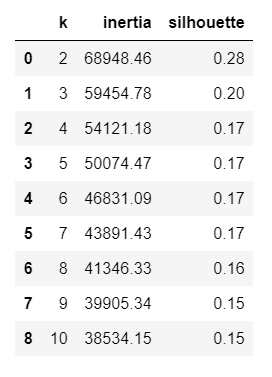 k inertia silhouette
0 2 68948.46 0.28
1 3 59454.78 0.20
2 4 54121.18 0.17
3 5 50074.47 0.17
4 6 46831.09 0.17
5 7 43891.43 0.17
6 8 41346.33 0.16
7 9 39905.34 0.15
8 10 38534.15 0.15